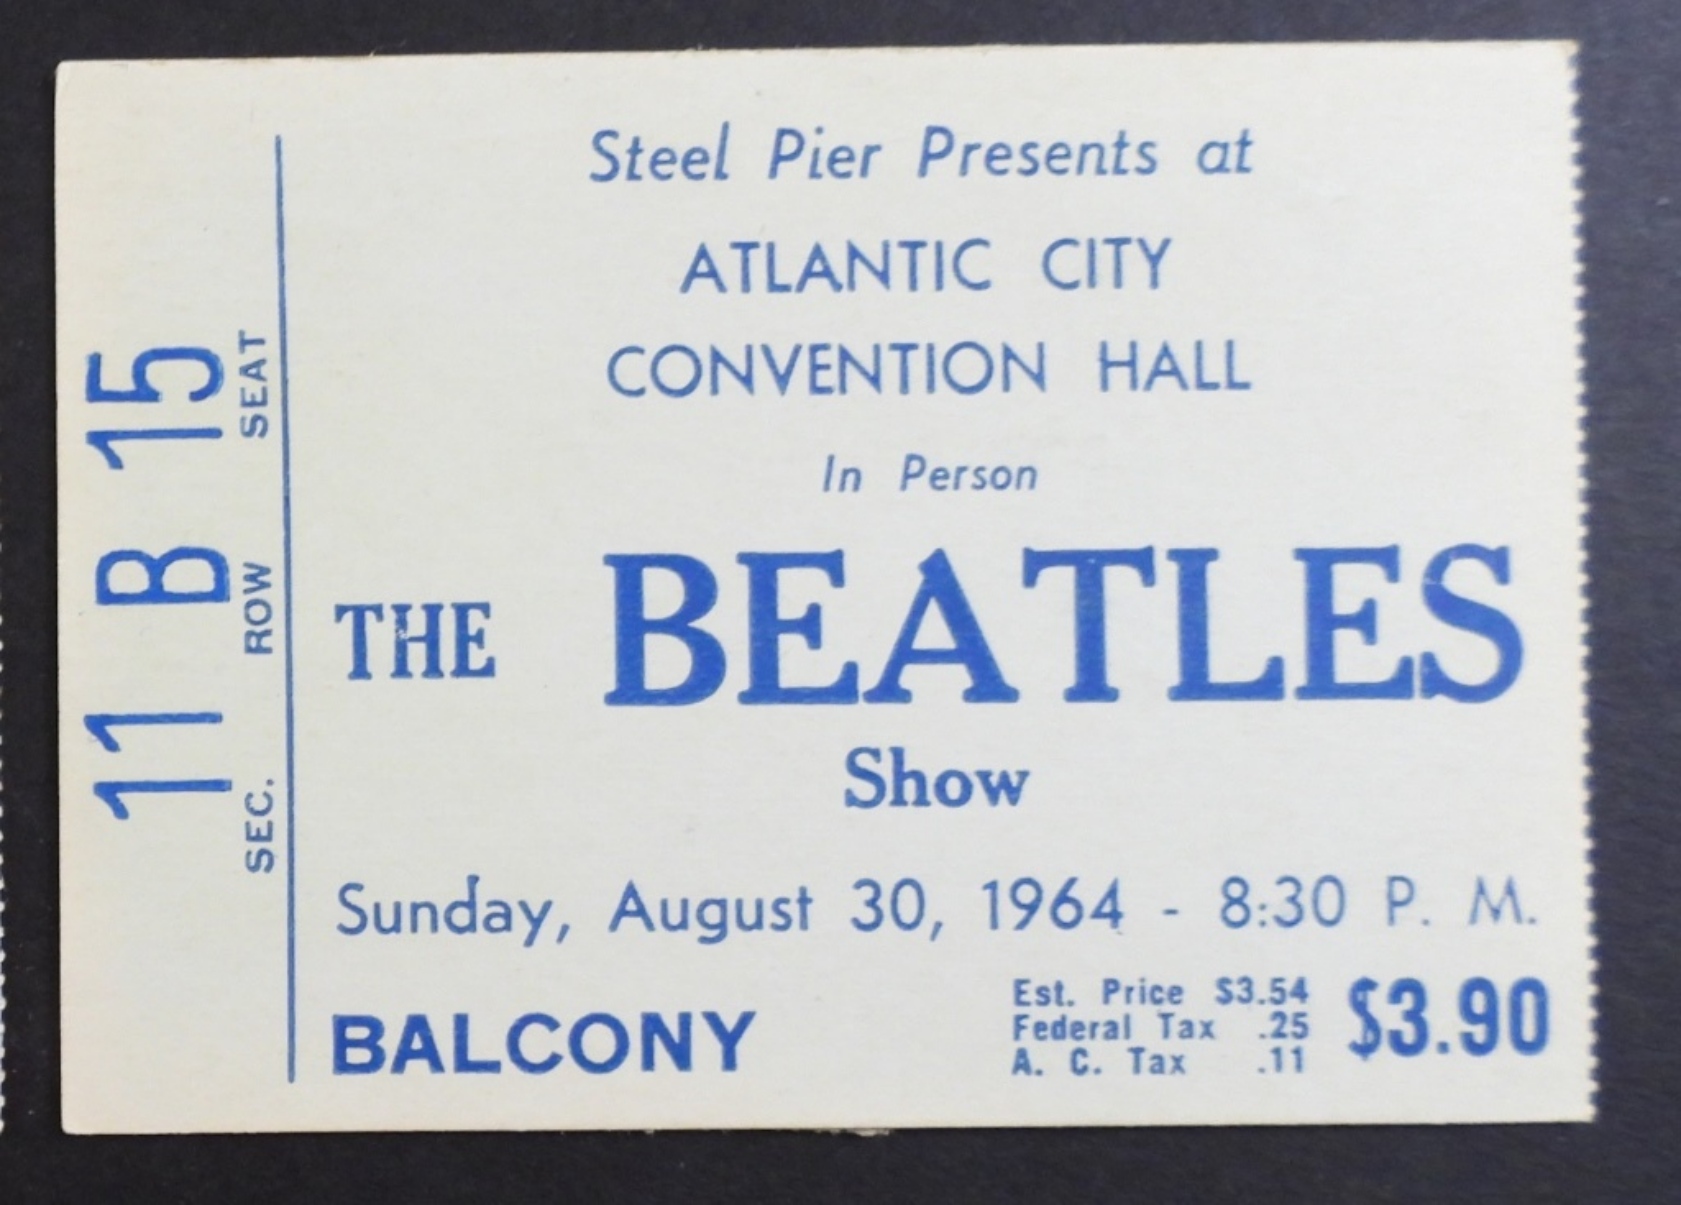 Steel Pier Presents at
ATLANTIC CITY
CONVENTION HALL
In Person
THE BEATLES
Show
Sunday, August 30, 1964 - 8:30 P. M.
BALCONY
Est. Price $3.54
Federal Tax .25
A. C. Tax .11
$3.90
11 B 15
SEC. ROW SEAT